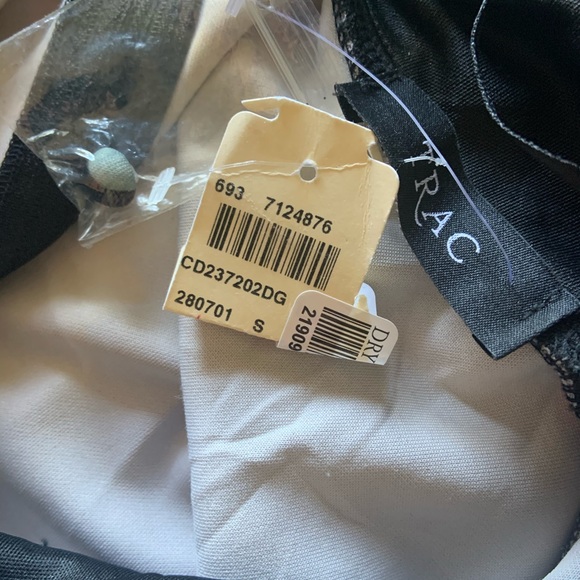 693 7124876
CD237202DG
280701 S
DRY
21909
TRAC